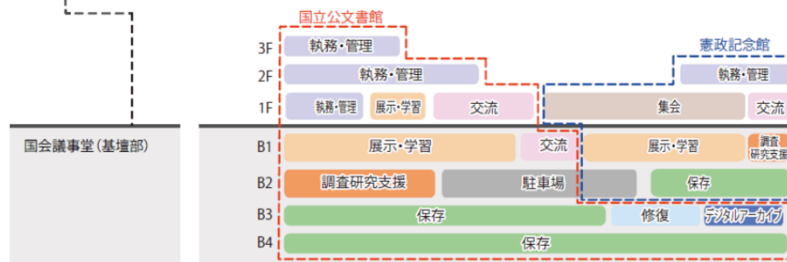 国立公文書館
憲政記念館
3F 執務・管理
2F 執務・管理 執務・管理
1F 執務・管理 展示・学習 交流 集会 交流
国会議事堂（基壇部）
B1 展示・学習 交流 展示・学習 調査
研究支援
B2 調査研究支援 駐車場 保存
B3 保存 修復 デジタルアーカイブ
B4 保存